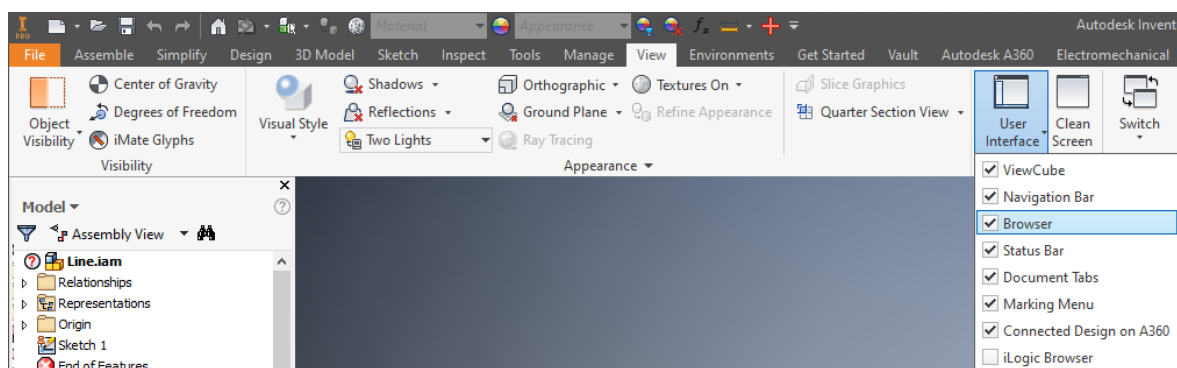 PRO Material Appearance fx Autodesk Invent
File Assemble Simplify Design 3D Model Sketch Inspect Tools Manage View Environments Get Started Vault Autodesk A360 Electromechanical
Object Visibility
Center of Gravity
Degrees of Freedom
iMate Glyphs
Visibility
Visual Style
Shadows
Reflections
Two Lights
Orthographic
Ground Plane
Ray Tracing
Textures On
Refine Appearance
Appearance
Slice Graphics
Quarter Section View
User
Interface
Clean
Screen
Switch
ViewCube
Navigation Bar
Browser
Status Bar
Document Tabs
Marking Menu
Connected Design on A360
iLogic Browser
Model
Assembly View
Line.iam
Relationships
Representations
Origin
Sketch 1
End of Features